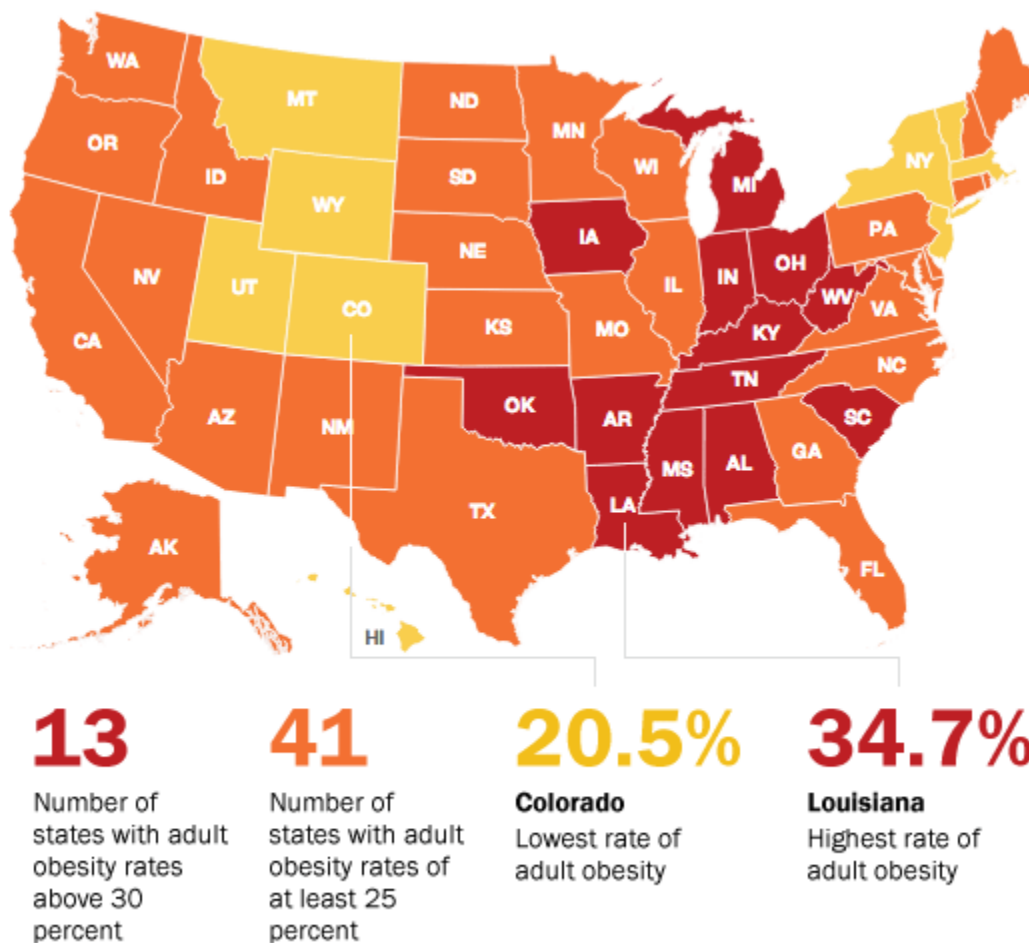 WA
MT
ND
MN
OR
ID
SD
WI
MI
NY
WY
IA
PA
NE
NV
UT
CO
IL
IN
OH
WV
VA
CA
KS
MO
KY
NC
AZ
NM
OK
AR
TN
SC
MS
AL
GA
TX
LA
AK
FL
HI
13
Number of
states with adult
obesity rates
above 30
percent
41
Number of
states with adult
obesity rates of
at least 25
percent
20.5%
Colorado
Lowest rate of
adult obesity
34.7%
Louisiana
Highest rate of
adult obesity